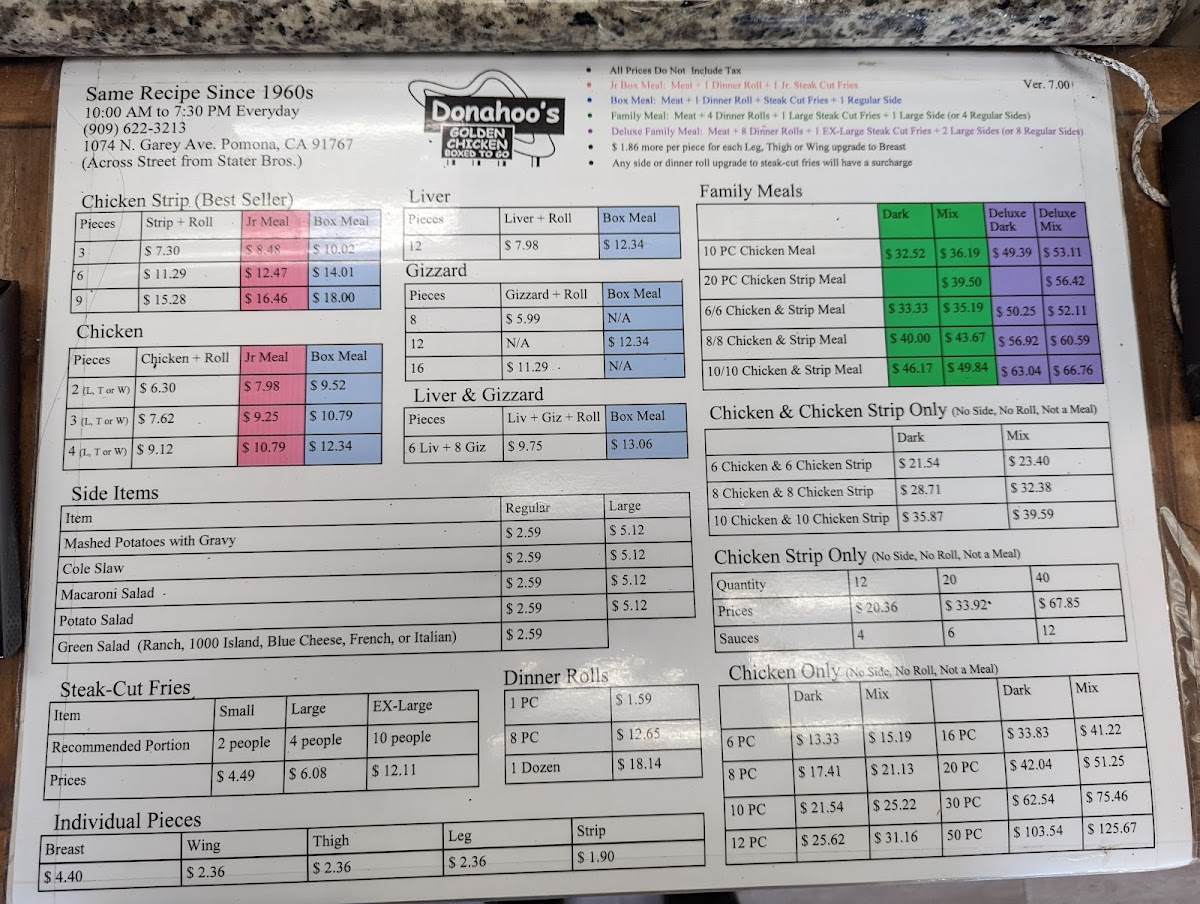 Same Recipe Since 1960s
10:00 AM to 7:30 PM Everyday
(909) 622-3213
1074 N. Garey Ave. Pomona, CA 91767
(Across Street from Stater Bros.)
Donahoo's
GOLDEN
CHICKEN
BOXED TO GO
• All Prices Do Not Include Tax
• Jr Box Meal: Meat + 1 Dinner Roll + 1 Jr. Steak Cut Fries
• Box Meal: Meat + 1 Dinner Roll + Steak Cut Fries + 1 Regular Side
• Family Meal: Meat + 4 Dinner Rolls + 1 Large Steak Cut Fries + 1 Large Side (or 4 Regular Sides)
• Deluxe Family Meal: Meat + 8 Dinner Rolls + 1 EX-Large Steak Cut Fries + 2 Large Sides (or 8 Regular Sides)
• $ 1.86 more per piece for each Leg, Thigh or Wing upgrade to Breast
• Any side or dinner roll upgrade to steak-cut fries will have a surcharge
Ver. 7.00
Chicken Strip (Best Seller)
Pieces Strip + Roll Jr Meal Box Meal
3 $ 7.30 $ 8.48 $ 10.02
6 $ 11.29 $ 12.47 $ 14.01
9 $ 15.28 $ 16.46 $ 18.00
Chicken
Pieces Chicken + Roll Jr Meal Box Meal
2 (L, T or W) $ 6.30 $ 7.98 $ 9.52
3 (L, T or W) $ 7.62 $ 9.25 $ 10.79
4 (L, T or W) $ 9.12 $ 10.79 $ 12.34
Liver
Pieces Liver + Roll Box Meal
12 $ 7.98 $ 12.34
Gizzard
Pieces Gizzard + Roll Box Meal
8 $ 5.99 N/A
12 N/A $ 12.34
16 $ 11.29 N/A
Liver & Gizzard
Pieces Liv + Giz + Roll Box Meal
6 Liv + 8 Giz $ 9.75 $ 13.06
Family Meals
Dark Mix Deluxe Dark Deluxe Mix
10 PC Chicken Meal $ 32.52 $ 36.19 $ 49.39 $ 53.11
20 PC Chicken Strip Meal $ 39.50 $ 56.42
6/6 Chicken & Strip Meal $ 33.33 $ 35.19 $ 50.25 $ 52.11
8/8 Chicken & Strip Meal $ 40.00 $ 43.67 $ 56.92 $ 60.59
10/10 Chicken & Strip Meal $ 46.17 $ 49.84 $ 63.04 $ 66.76
Chicken & Chicken Strip Only (No Side, No Roll, Not a Meal)
Dark Mix
6 Chicken & 6 Chicken Strip $ 21.54 $ 23.40
8 Chicken & 8 Chicken Strip $ 28.71 $ 32.38
10 Chicken & 10 Chicken Strip $ 35.87 $ 39.59
Side Items
Item Regular Large
Mashed Potatoes with Gravy $ 2.59 $ 5.12
Cole Slaw $ 2.59 $ 5.12
Macaroni Salad $ 2.59 $ 5.12
Potato Salad $ 2.59 $ 5.12
Green Salad (Ranch, 1000 Island, Blue Cheese, French, or Italian) $ 2.59
Chicken Strip Only (No Side, No Roll, Not a Meal)
Quantity 12 20 40
Prices $ 20.36 $ 33.92 $ 67.85
Sauces 4 6 12
Steak-Cut Fries
Item Small Large EX-Large
Recommended Portion 2 people 4 people 10 people
Prices $ 4.49 $ 6.08 $ 12.11
Dinner Rolls
1 PC $ 1.59
8 PC $ 12.65
1 Dozen $ 18.14
Chicken Only (No Side, No Roll, Not a Meal)
Dark Mix Dark Mix
6 PC $ 13.33 $ 15.19 16 PC $ 33.83 $ 41.22
8 PC $ 17.41 $ 21.13 20 PC $ 42.04 $ 51.25
10 PC $ 21.54 $ 25.22 30 PC $ 62.54 $ 75.46
12 PC $ 25.62 $ 31.16 50 PC $ 103.54 $ 125.67
Individual Pieces
Breast Wing Thigh Leg Strip
$ 4.40 $ 2.36 $ 2.36 $ 2.36 $ 1.90